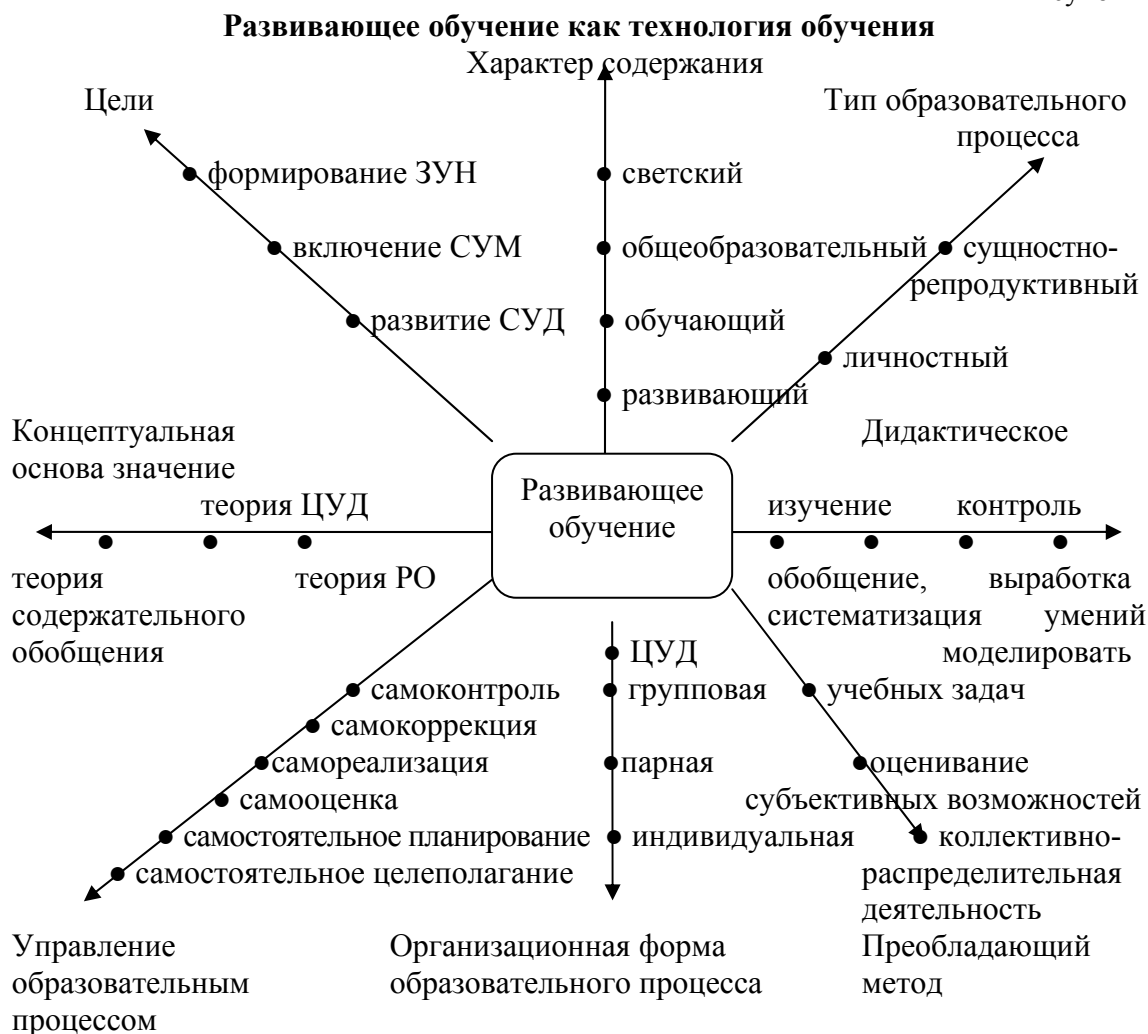 Развивающее обучение как технология обучения
Характер содержания
Цели
Тип образовательного
процесса
формирование ЗУН
светский
включение СУМ
общеобразовательный
сущностно-
репродуктивный
развитие СУД
обучающий
личностный
развивающий
Концептуальная
основа значение
Дидактическое
теория ЦУД
Развивающее
обучение
изучение
контроль
теория
содержательного
обобщения
теория РО
обобщение,
систематизация
выработка
умений
моделировать
ЦУД
самоконтроль
групповая
учебных задач
самокоррекция
самореализация
парная
оценивание
субъективных возможностей
самооценка
самостоятельное планирование
индивидуальная
коллективно-
распределительная
деятельность
самостоятельное целеполагание
Управление
образовательным
процессом
Организационная форма
образовательного процесса
Преобладающий
метод